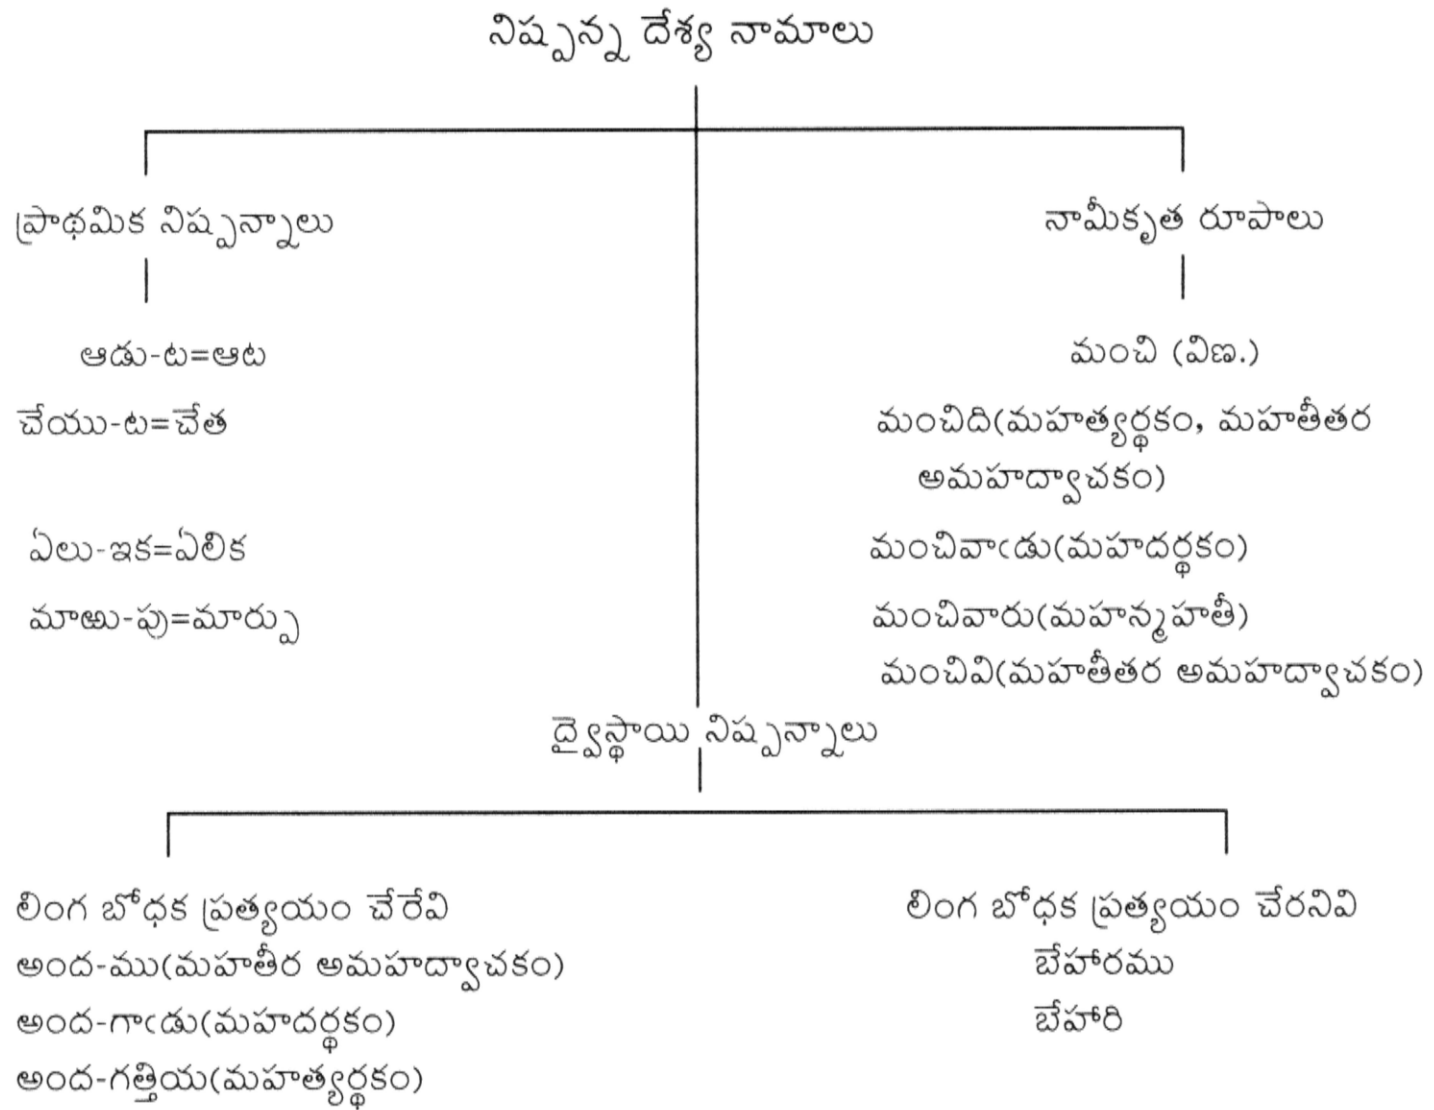 నిష్పన్న దేశ్య నామాలు
ప్రాథమిక నిష్పన్నాలు
నామీకృత రూపాలు
ఆడు-ట=ఆట
మంచి (విణ.)
చేయు-ట=చేత
మంచిది(మహత్యర్థకం, మహతీతర
అమహద్వాచకం)
ఏలు-ఇక=ఏలిక
మంచివాఁడు(మహదర్థకం)
మాఱు-పు=మార్పు
మంచివారు(మహన్మహతీ)
మంచివి(మహతీతర అమహద్వాచకం)
ద్వైస్థాయి నిష్పన్నాలు
లింగ బోధక ప్రత్యయం చేరేవి
లింగ బోధక ప్రత్యయం చేరనివి
అంద-ము(మహతీర అమహద్వాచకం)
బేహారము
అంద-గాఁడు(మహదర్థకం)
బేహారి
అంద-గత్తియ(మహత్యర్థకం)